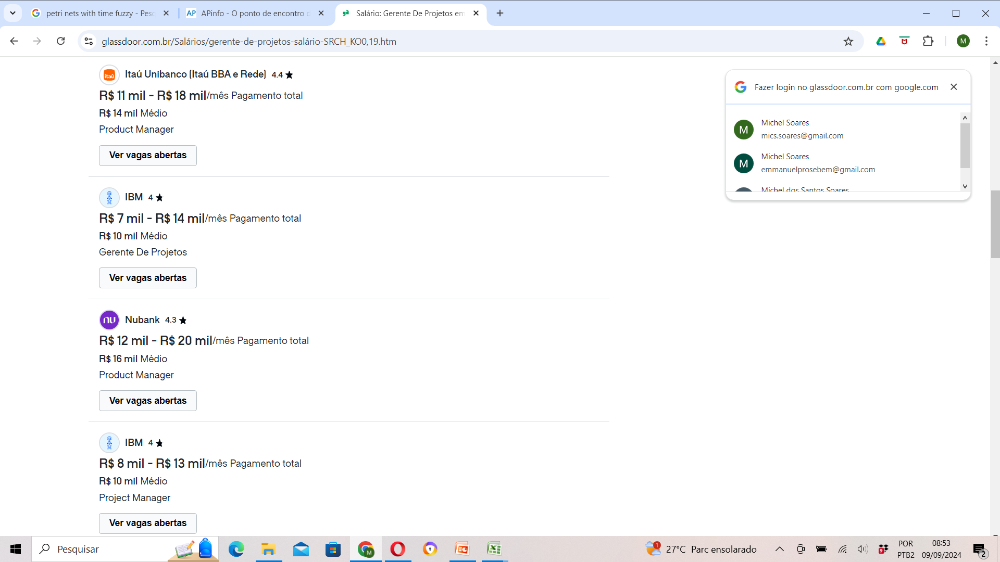 petri nets with time fuzzy - Pesq
APinfo - O ponto de encontro d
Salário: Gerente De Projetos em
glassdoor.com.br/Salários/gerente-de-projetos-salário-SRCH_KO0,19.htm
M
itaú
Itaú Unibanco (Itaú BBA e Rede) 4.4 ★
R$ 11 mil - R$ 18 mil/mês Pagamento total
R$ 14 mil Médio
Product Manager
Ver vagas abertas
IBM 4 ★
R$ 7 mil - R$ 14 mil/mês Pagamento total
R$ 10 mil Médio
Gerente De Projetos
Ver vagas abertas
nu
Nubank 4.3 ★
R$ 12 mil - R$ 20 mil/mês Pagamento total
R$ 16 mil Médio
Product Manager
Ver vagas abertas
IBM 4 ★
R$ 8 mil - R$ 13 mil/mês Pagamento total
R$ 10 mil Médio
Project Manager
Ver vagas abertas
Fazer login no glassdoor.com.br com google.com
M
Michel Soares
mics.soares@gmail.com
M
Michel Soares
emmanuelprosebem@gmail.com
Michel dos Santos Soares
Pesquisar
27°C Parc ensolarado
POR
PTB2
08:53
09/09/2024
2